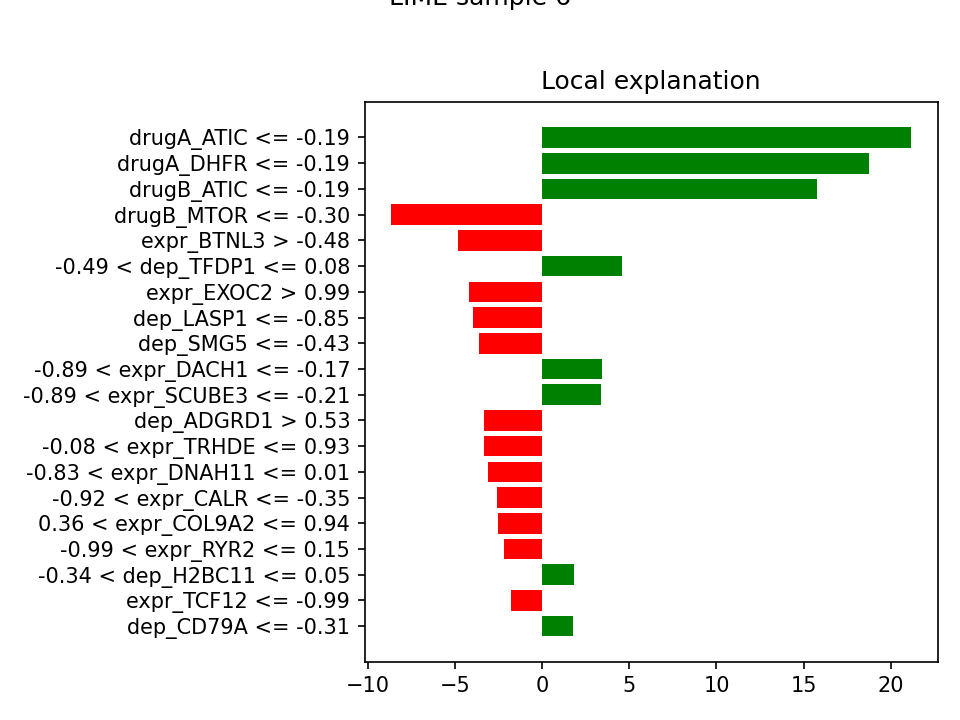 LIME sample 6
Local explanation
drugA_ATIC <= -0.19
drugA_DHFR <= -0.19
drugB_ATIC <= -0.19
drugB_MTOR <= -0.30
expr_BTNL3 > -0.48
-0.49 < dep_TFDP1 <= 0.08
expr_EXOC2 > 0.99
dep_LASP1 <= -0.85
dep_SMG5 <= -0.43
-0.89 < expr_DACH1 <= -0.17
-0.89 < expr_SCUBE3 <= -0.21
dep_ADGRD1 > 0.53
-0.08 < expr_TRHDE <= 0.93
-0.83 < expr_DNAH11 <= 0.01
-0.92 < expr_CALR <= -0.35
0.36 < expr_COL9A2 <= 0.94
-0.99 < expr_RYR2 <= 0.15
-0.34 < dep_H2BC11 <= 0.05
expr_TCF12 <= -0.99
dep_CD79A <= -0.31
−10 −5 0 5 10 15 20